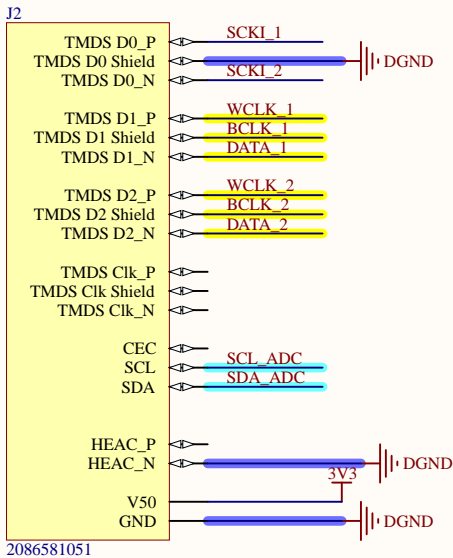 J2
TMDS D0_P SCKI_1
TMDS D0 Shield DGND
TMDS D0_N SCKI_2
TMDS D1_P WCLK_1
TMDS D1 Shield BCLK_1
TMDS D1_N DATA_1
TMDS D2_P WCLK_2
TMDS D2 Shield BCLK_2
TMDS D2_N DATA_2
TMDS Clk_P
TMDS Clk Shield
TMDS Clk_N
CEC
SCL SCL_ADC
SDA SDA_ADC
HEAC_P
HEAC_N DGND
V50 3V3
GND DGND
2086581051